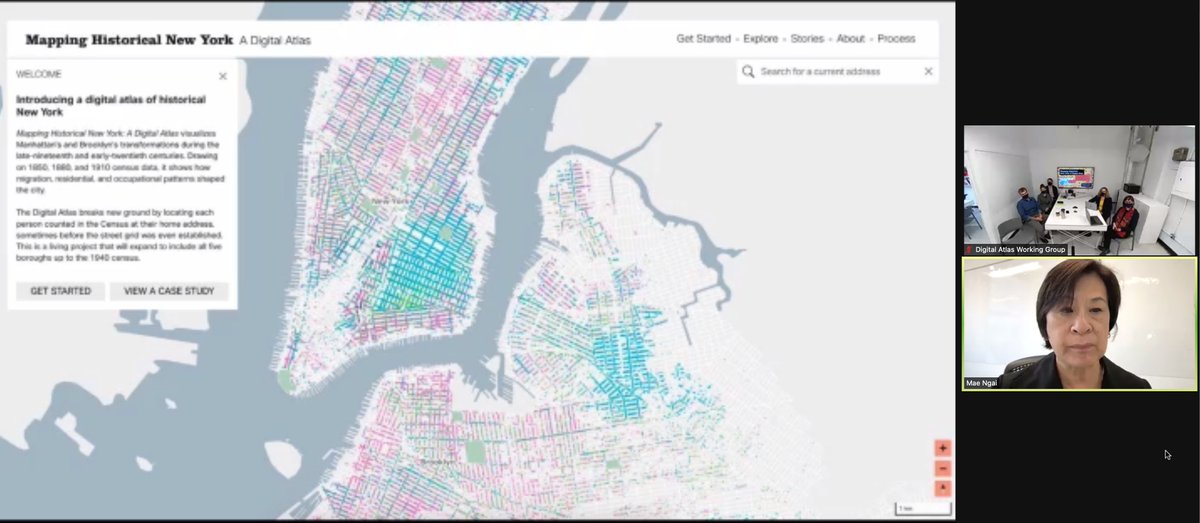 Mapping Historical New York A Digital Atlas
Get Started • Explore • Stories • About • Process
WELCOME
Search for a current address
Introducing a digital atlas of historical
New York
Mapping Historical New York: A Digital Atlas visualizes
Manhattan's and Brooklyn's transformations during the
late-nineteenth and early-twentieth centuries. Drawing
on 1850, 1880, and 1910 census data, it shows how
migration, residential, and occupational patterns shaped
the city.
The Digital Atlas breaks new ground by locating each
person counted in the Census at their home address,
sometimes before the street grid was even established.
This is a living project that will expand to include all five
boroughs up to the 1940 census.
GET STARTED
VIEW A CASE STUDY
New York
Brooklyn
Digital Atlas Working Group
Mae Ngai